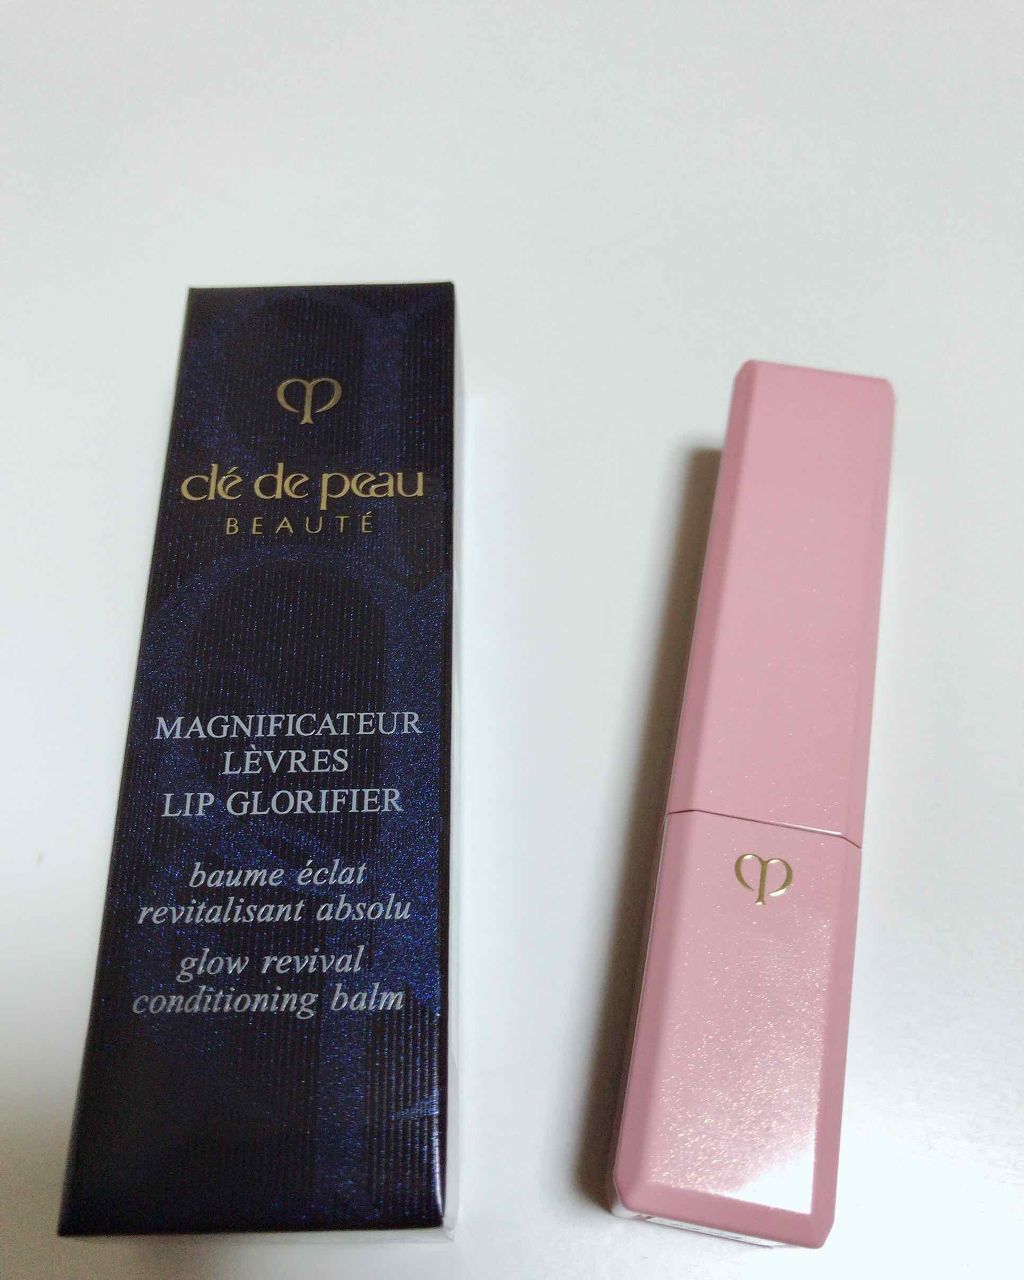 clé de peau
BEAUTÉ
MAGNIFICATEUR
LÈVRES
LIP GLORIFIER
baume éclat
revitalisant absolu
glow revival
conditioning balm